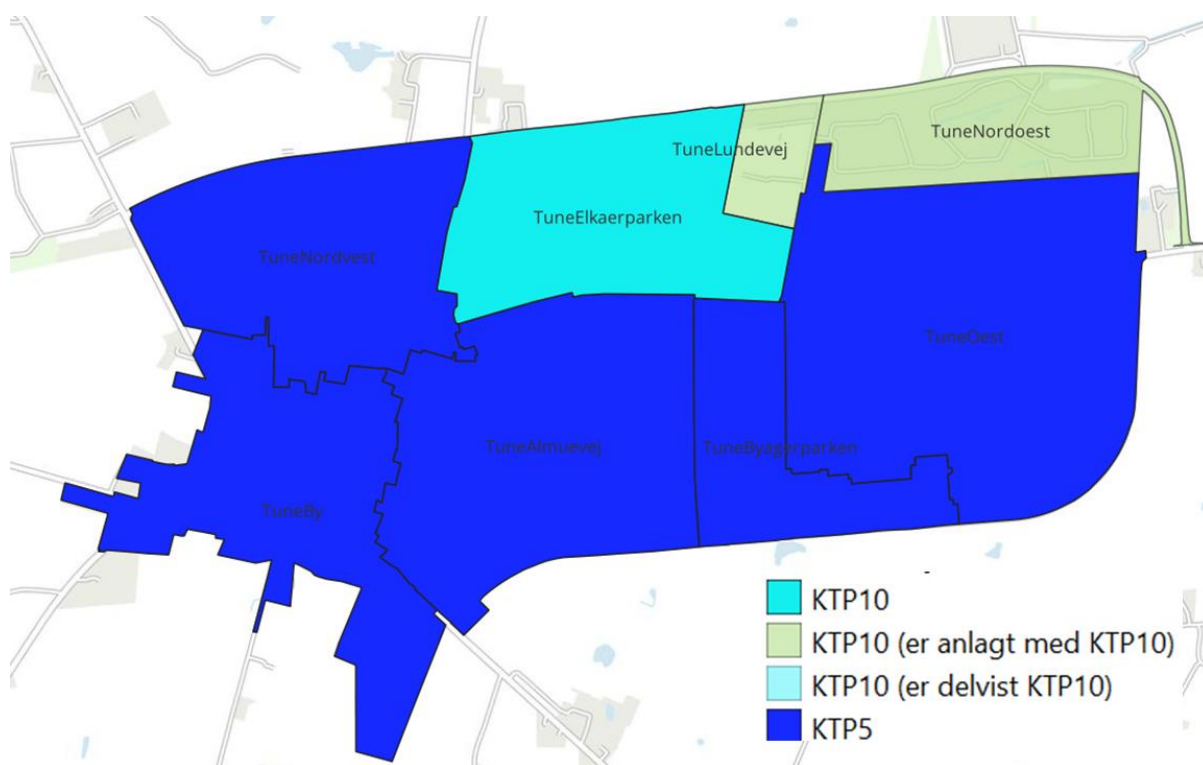 TuneNordoest
TuneLundevej
TuneElkaerparken
TuneNordvest
TuneOest
TuneAlmuevej
TuneByagerparken
TuneBy
KTP10
KTP10 (er anlagt med KTP10)
KTP10 (er delvist KTP10)
KTP5